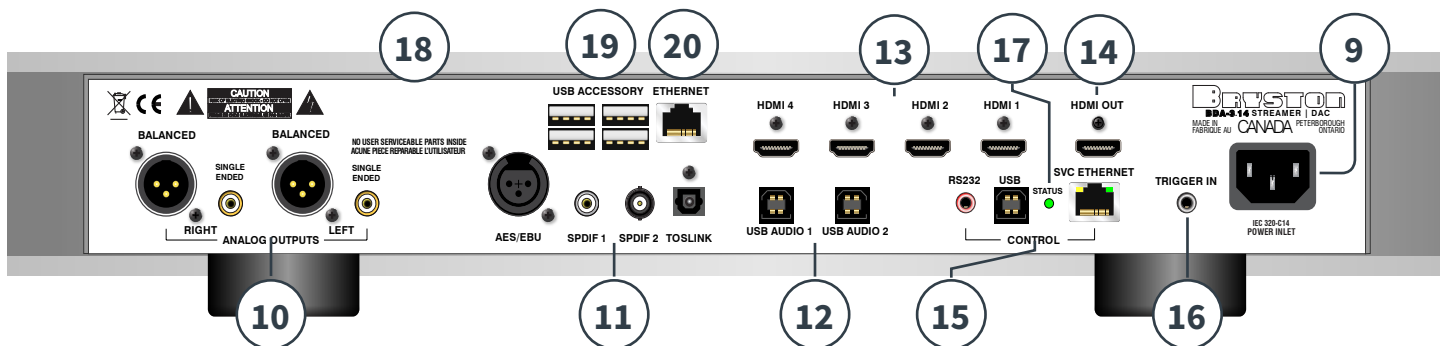 18
19
20
13
17
14
9
CAUTION
ATTENTION
USB ACCESSORY
ETHERNET
HDMI 4
HDMI 3
HDMI 2
HDMI 1
HDMI OUT
BRYSTON
BDA-3.14 STREAMER | DAC
MADE IN
FABRIQUE AU
CANADA
PETERBOROUGH
ONTARIO
BALANCED
BALANCED
NO USER SERVICEABLE PARTS INSIDE
ACUNE PIECE REPARABLE L'UTILISATEUR
SINGLE
ENDED
SINGLE
ENDED
RS232
USB
STATUS
SVC ETHERNET
TRIGGER IN
RIGHT
LEFT
ANALOG OUTPUTS
AES/EBU
SPDIF 1
SPDIF 2
TOSLINK
USB AUDIO 1
USB AUDIO 2
CONTROL
IEC 320-C14
POWER INLET
10
11
12
15
16